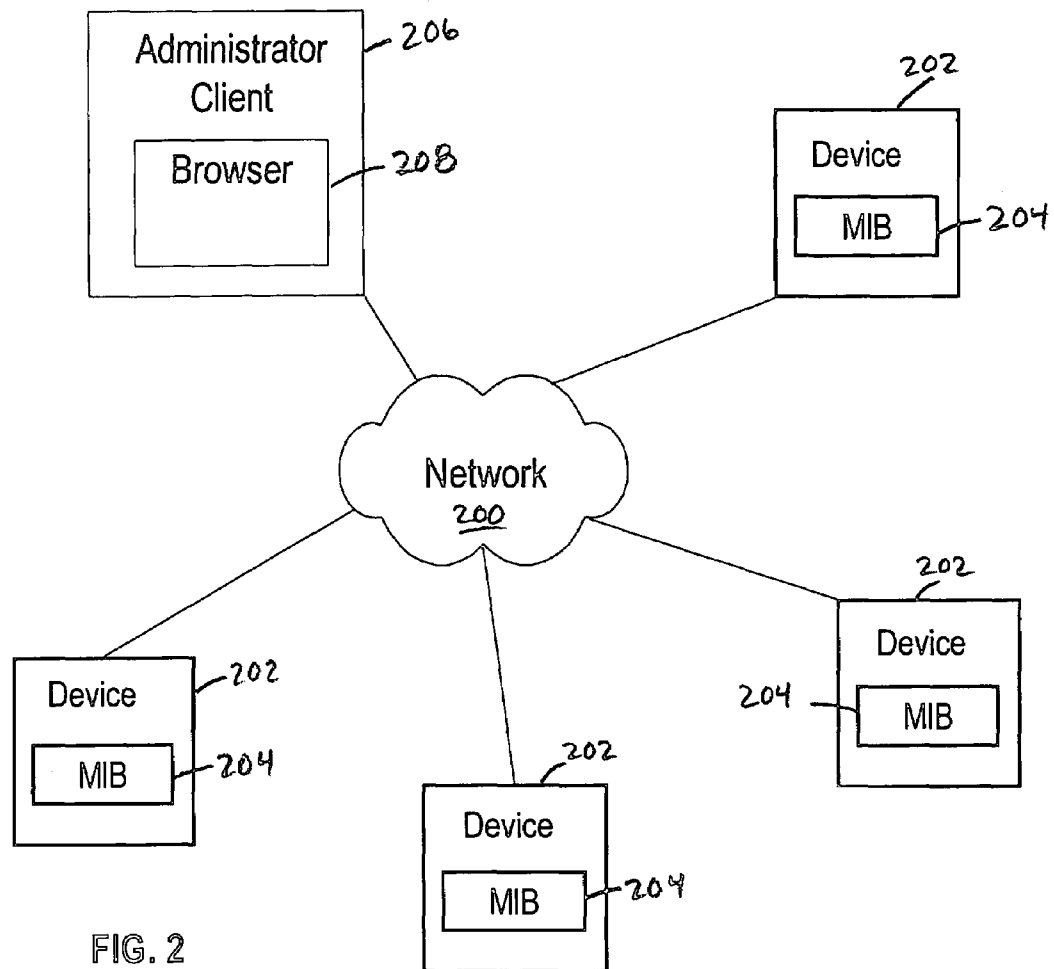 Administrator
Client
206
Browser
208
202
Device
MIB
204
Network
200
202
Device
204
MIB
Device
202
MIB
204
202
Device
MIB
204
FIG. 2